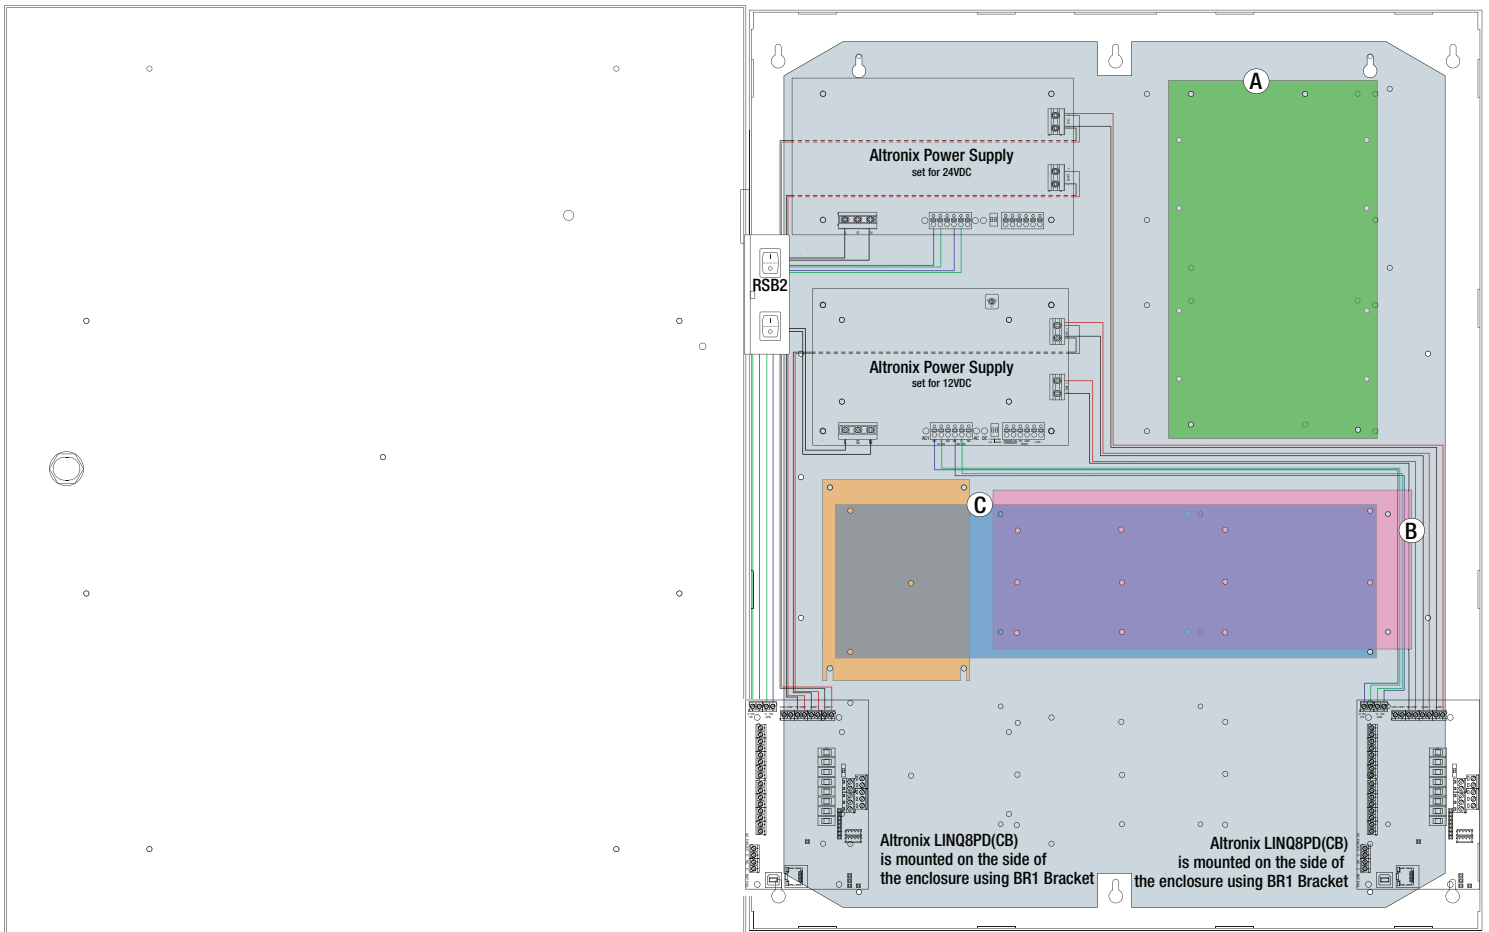 A
Altronix Power Supply
set for 24VDC
RSB2
Altronix Power Supply
set for 12VDC
C
B
Altronix LINQ8PD(CB)
is mounted on the side of
the enclosure using BR1 Bracket
Altronix LINQ8PD(CB)
is mounted on the side of
the enclosure using BR1 Bracket